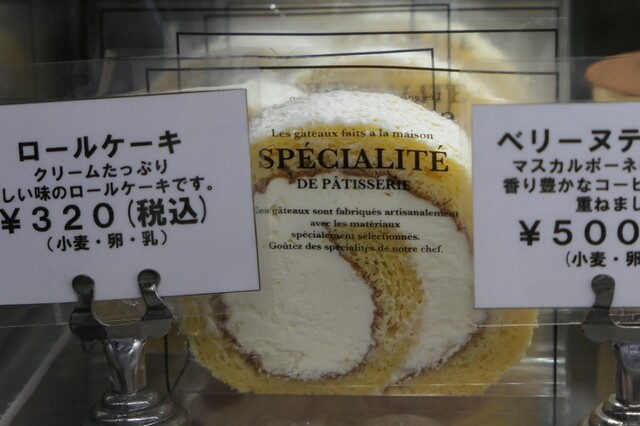 ロールケーキ
クリームたっぷり
しい味のロールケーキです。
¥320(税込)
(小麦・卵・乳)
Les gâteaux faits a la maison
SPÉCIALITÉ
DE PÂTISSERIE
gâteaux sont fabriqués artisanalement
avec les matériaux
spécialement sélectionnés.
Goûtez des spécialités de notre chef.
ベリーヌテ
マスカルポーネ
香り豊かなコーヒ
重ねまし
¥500
(小麦・卵